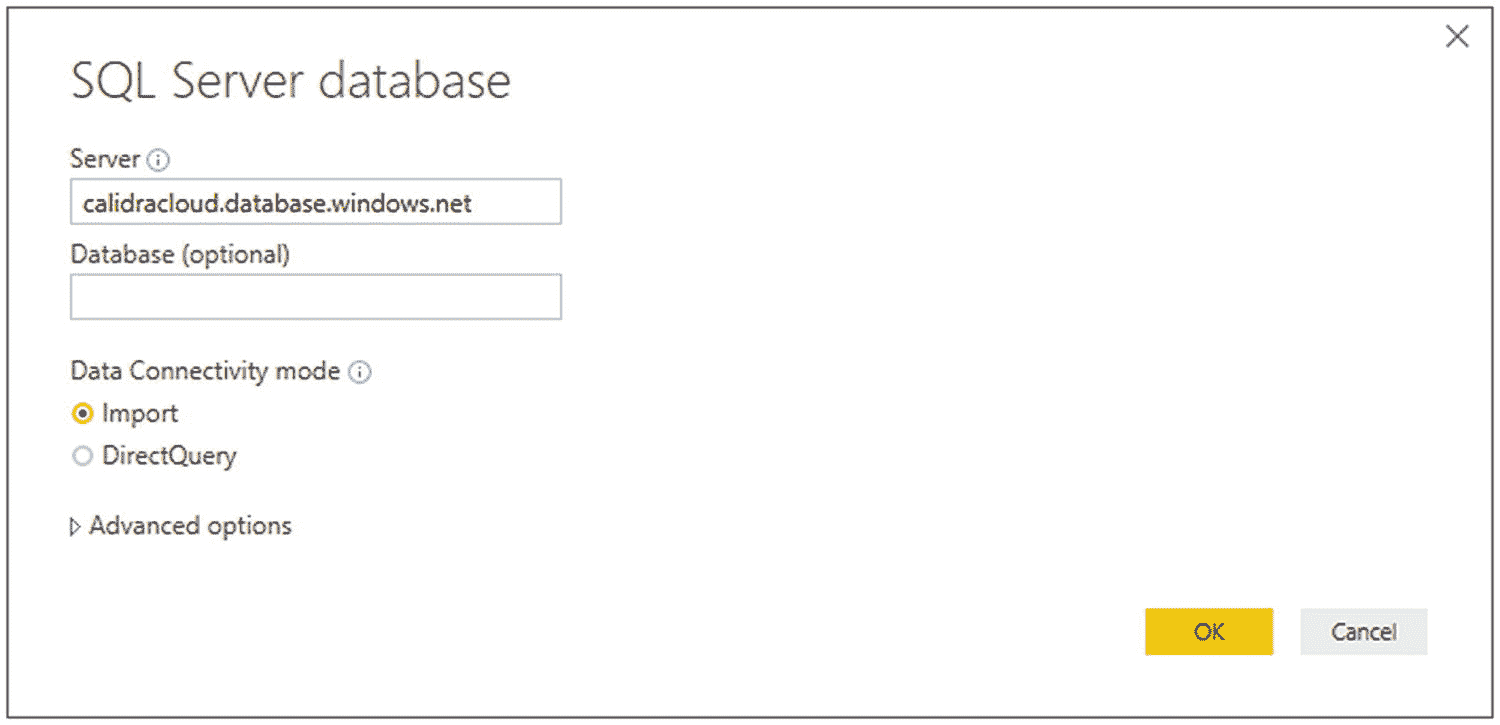 SQL Server database
Server
calidracloud.database.windows.net
Database (optional)
Data Connectivity mode
Import
DirectQuery
Advanced options
OK Cancel